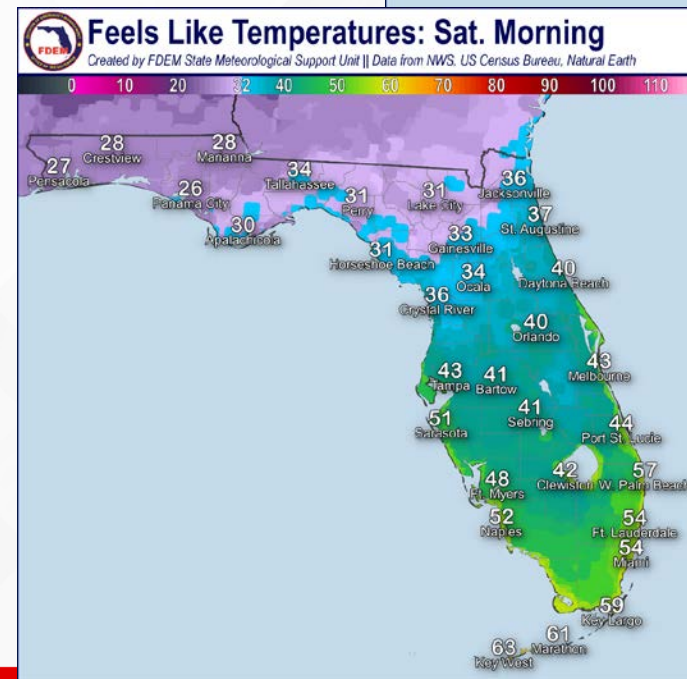 FDEM
Feels Like Temperatures: Sat. Morning
Created by FDEM State Meteorological Support Unit || Data from NWS, US Census Bureau, Natural Earth
0 10 20 32 40 50 60 70 80 90 100 110
28
Crestview
28
Marianna
27
Pensacola
34
Tallahassee
26
Panama City
31
Perry
31
Lake City
36
Jacksonville
30
Apalachicola
37
St. Augustine
33
Gainesville
31
Horseshoe Beach
34
Ocala
40
Daytona Beach
36
Crystal River
40
Orlando
43
Tampa
41
Bartow
43
Melbourne
51
Sarasota
41
Sebring
44
Port St. Lucie
48
Ft. Myers
42
Clewiston
57
W. Palm Beach
52
Naples
54
Ft. Lauderdale
54
Miami
59
Key Largo
61
Marathon
63
Key West